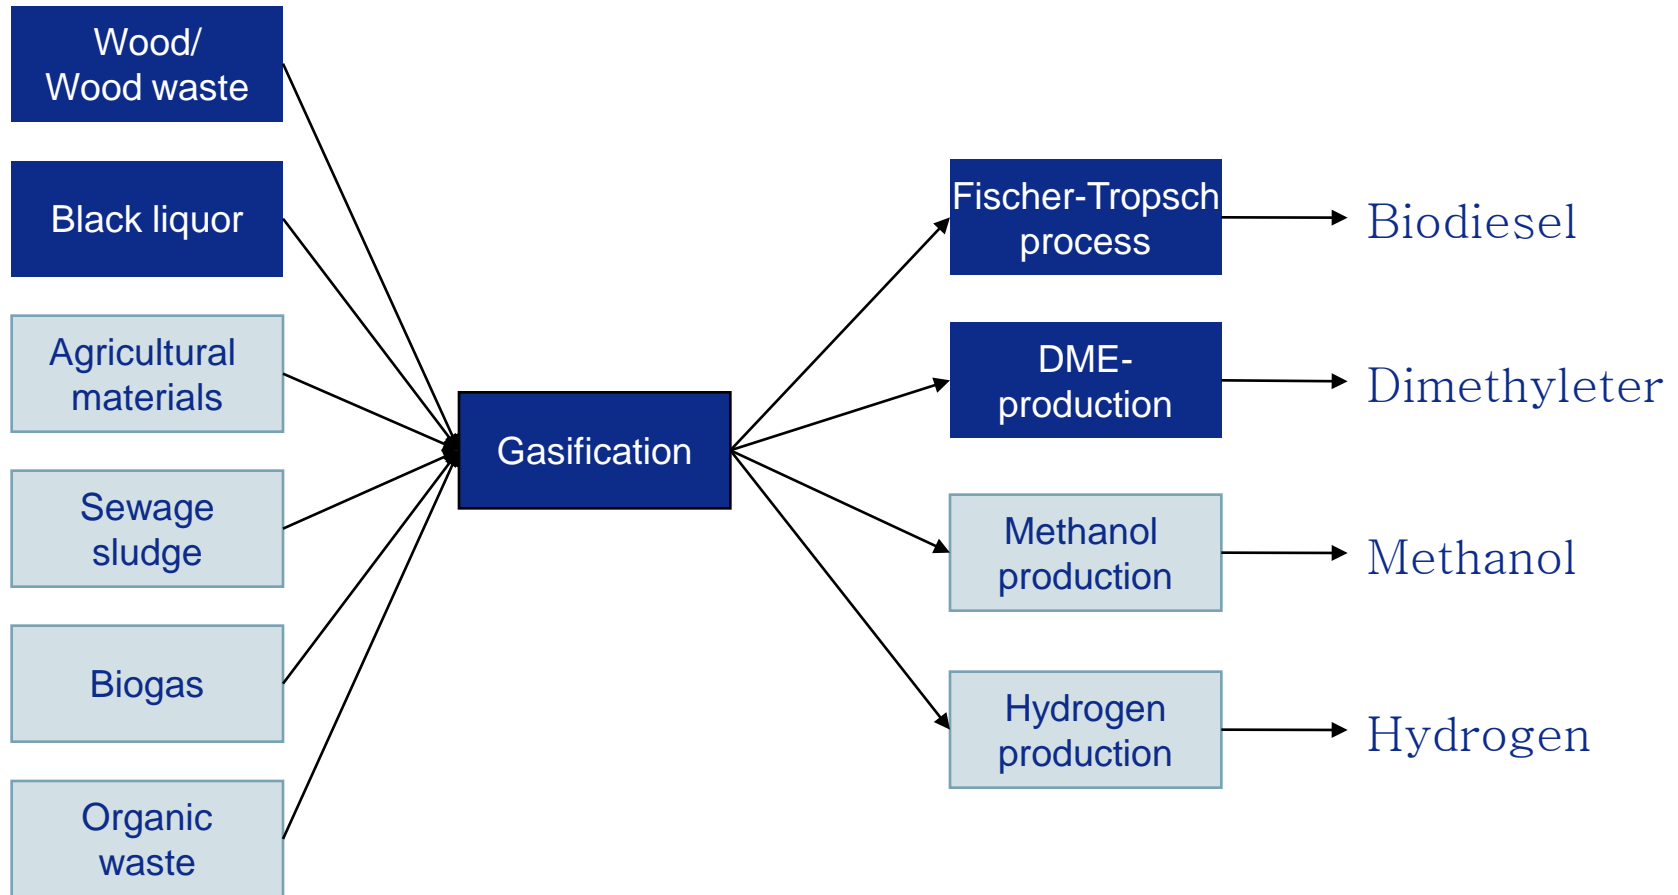 Wood/
Wood waste
Black liquor
Agricultural
materials
Sewage
sludge
Biogas
Organic
waste
Gasification
Fischer-Tropsch
process
DME-
production
Methanol
production
Hydrogen
production
Biodiesel
Dimethyleter
Methanol
Hydrogen